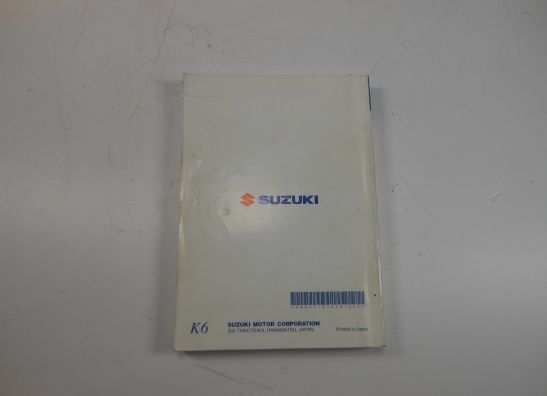 SUZUKI
K6
SUZUKI MOTOR CORPORATION
300 TAKATSUKA, HAMAMATSU, JAPAN
Printed in Japan